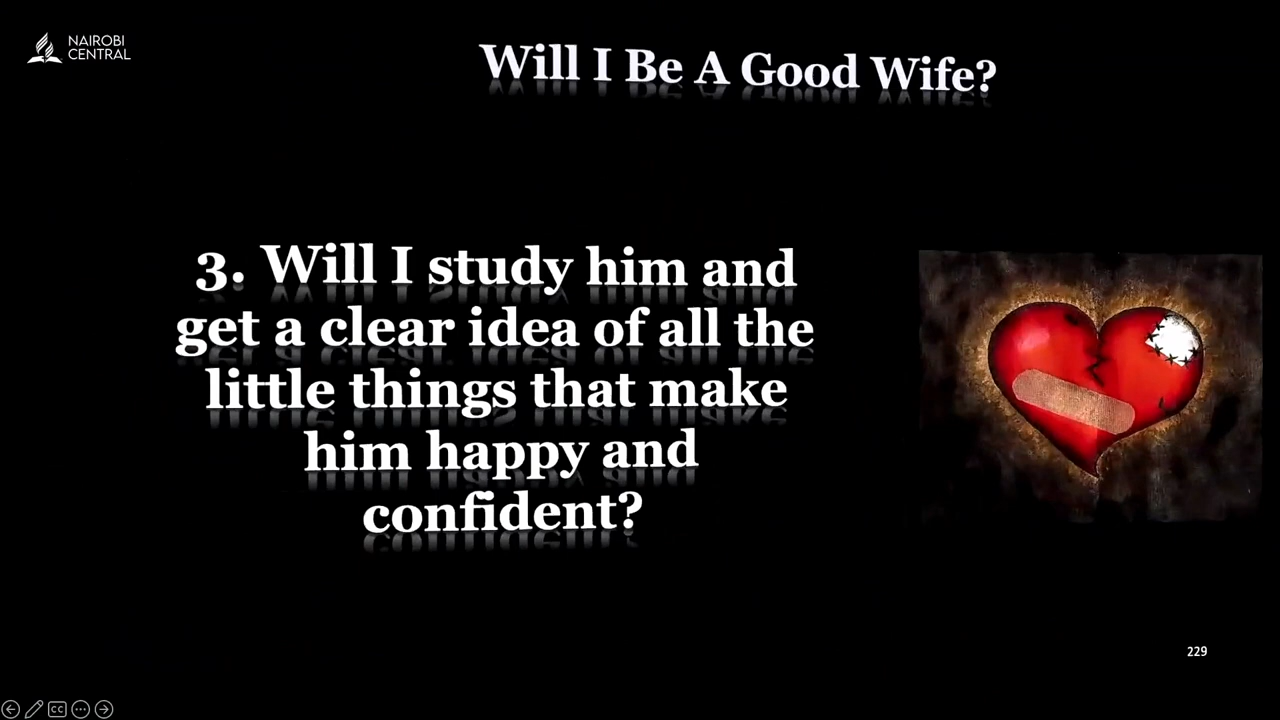 NAIROBI
CENTRAL
Will I Be A Good Wife?
3. Will I study him and
get a clear idea of all the
little things that make
him happy and
confident?
229
CC